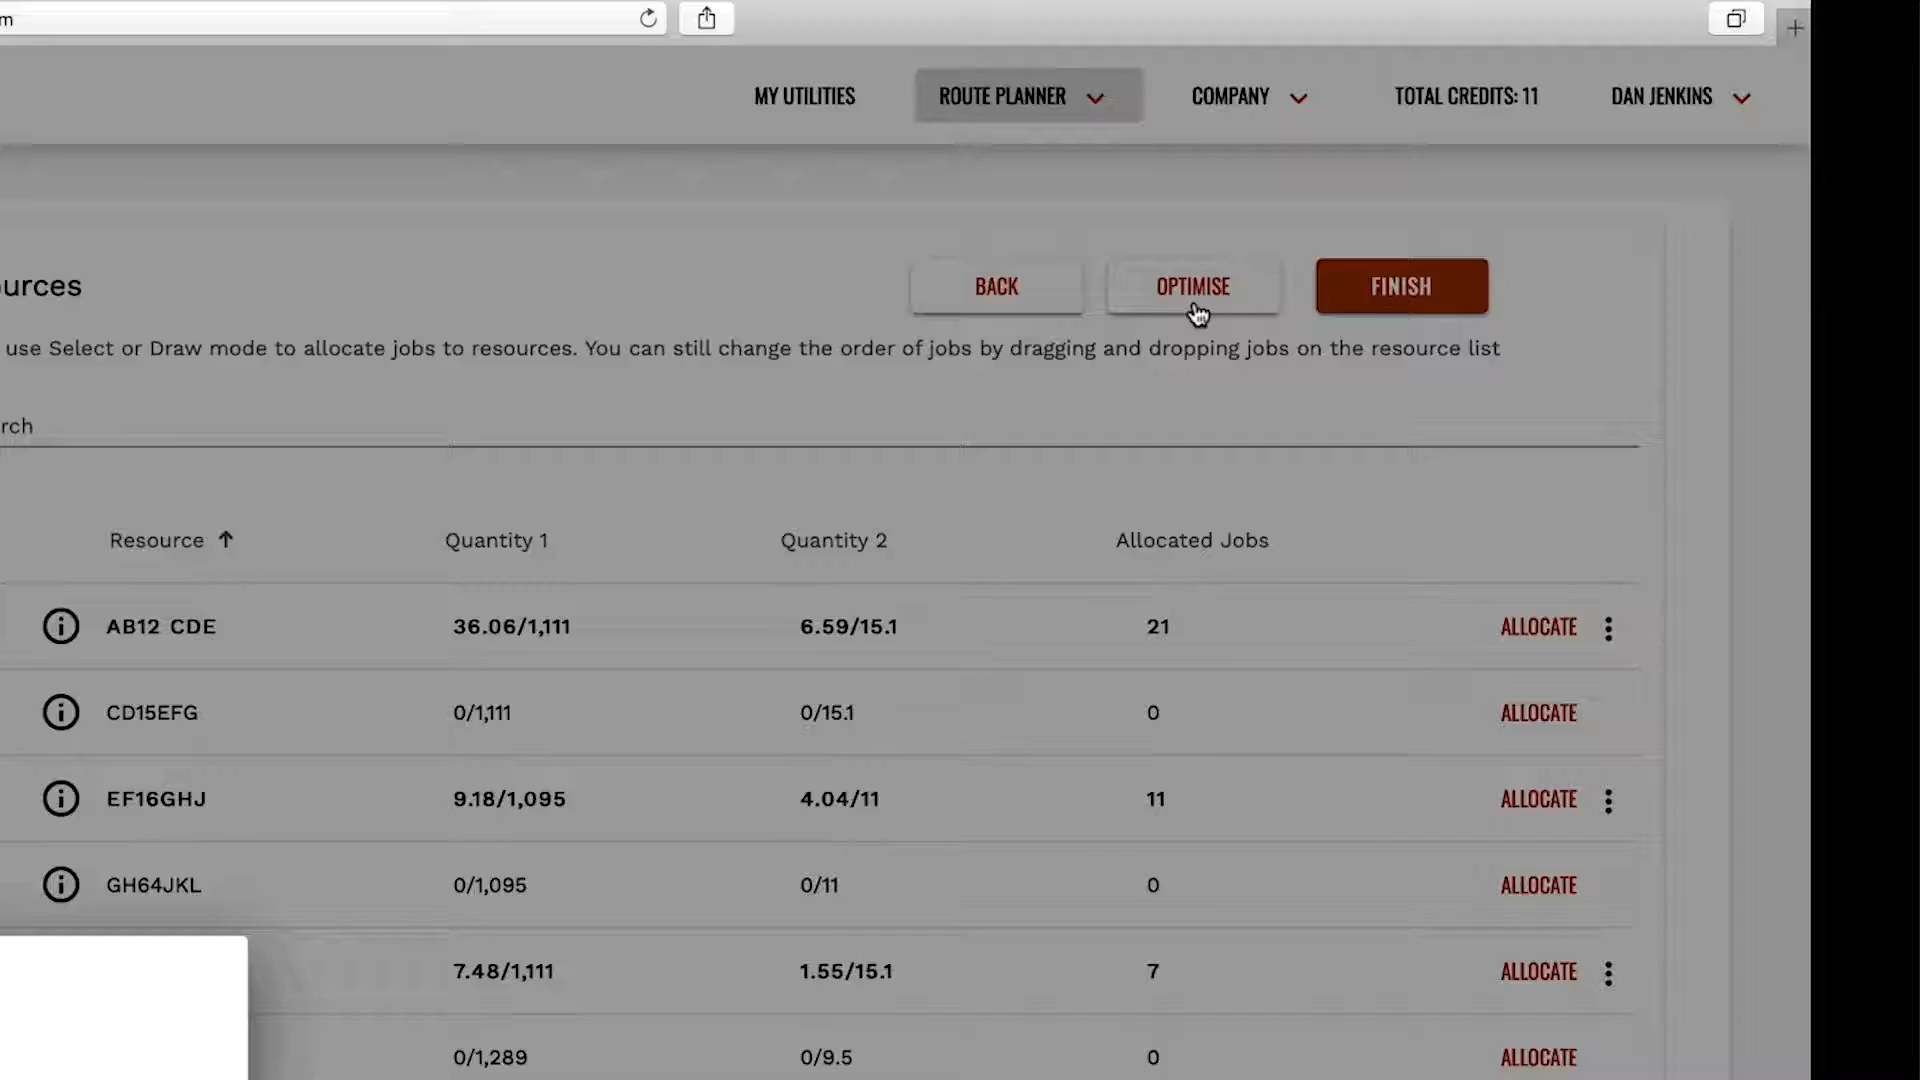 m
MY UTILITIES
ROUTE PLANNER
COMPANY
TOTAL CREDITS: 11
DAN JENKINS
urces
BACK
OPTIMISE
FINISH
use Select or Draw mode to allocate jobs to resources. You can still change the order of jobs by dragging and dropping jobs on the resource list
rch
Resource Quantity 1 Quantity 2 Allocated Jobs
AB12 CDE 36.06/1,111 6.59/15.1 21 ALLOCATE
CD15EFG 0/1,111 0/15.1 0 ALLOCATE
EF16GHJ 9.18/1,095 4.04/11 11 ALLOCATE
GH64JKL 0/1,095 0/11 0 ALLOCATE
7.48/1,111 1.55/15.1 7 ALLOCATE
0/1,289 0/9.5 0 ALLOCATE